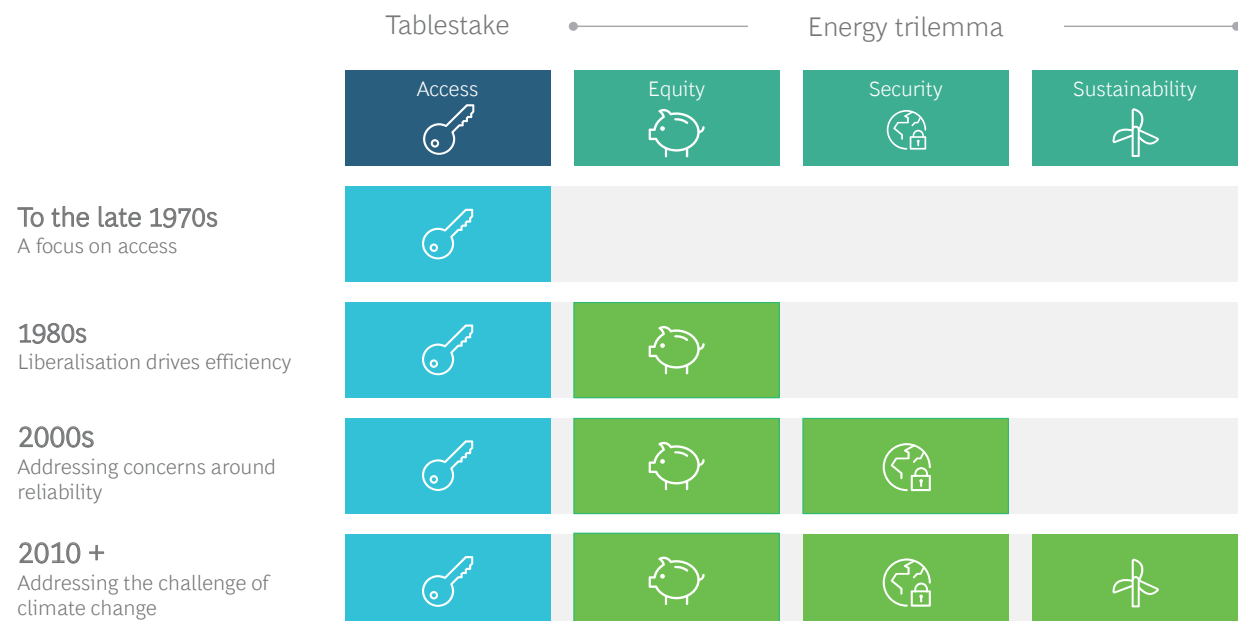 Tablestake
Energy trilemma
Access
Equity
Security
Sustainability
To the late 1970s
A focus on access
1980s
Liberalisation drives efficiency
2000s
Addressing concerns around
reliability
2010 +
Addressing the challenge of
climate change